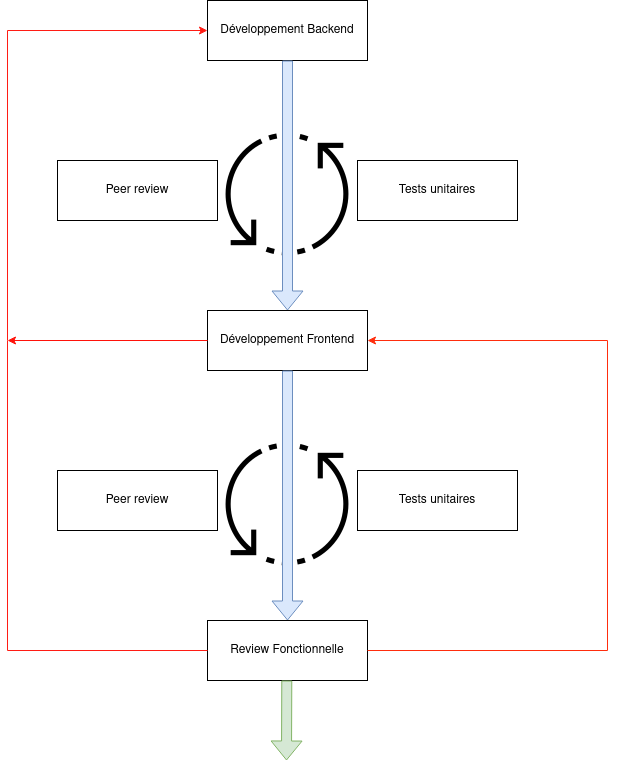 Développement Backend
Peer review
Tests unitaires
Développement Frontend
Peer review
Tests unitaires
Review Fonctionnelle